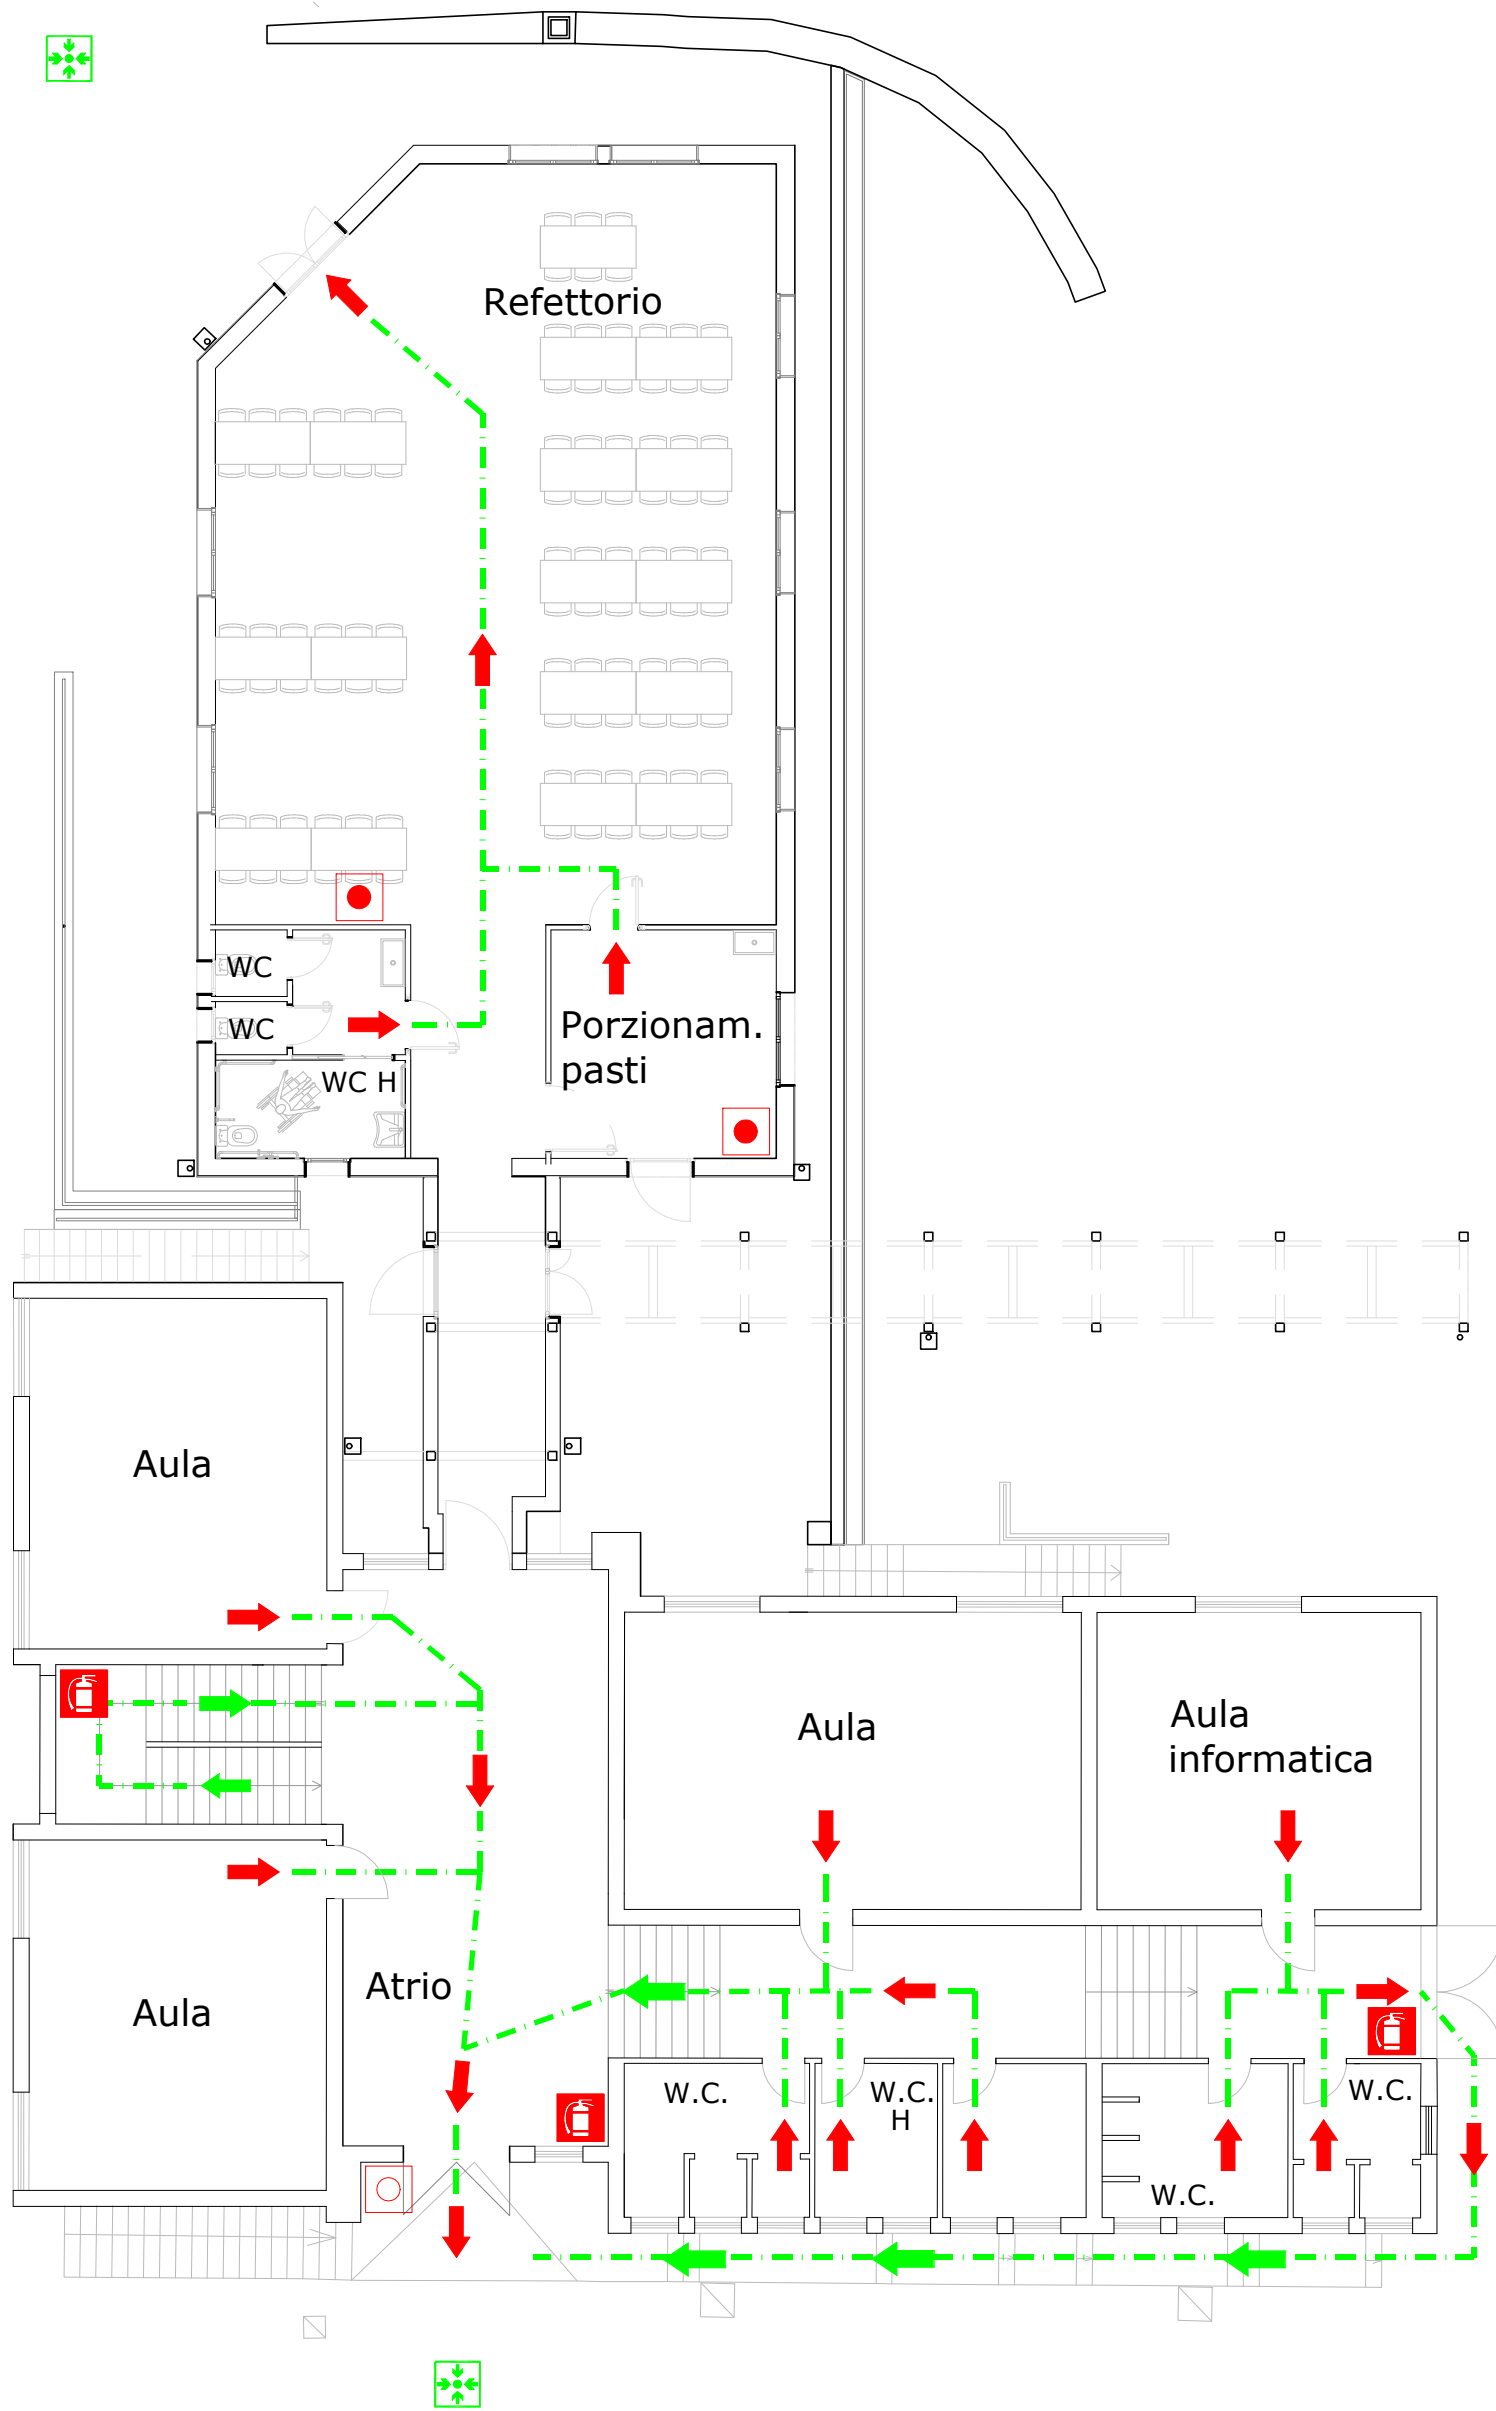 Refettorio
WC
WC
Porzionam.
pasti
WC H
Aula
Aula
Aula
informatica
Atrio
Aula
W.C.
W.C.
H
W.C.
W.C.